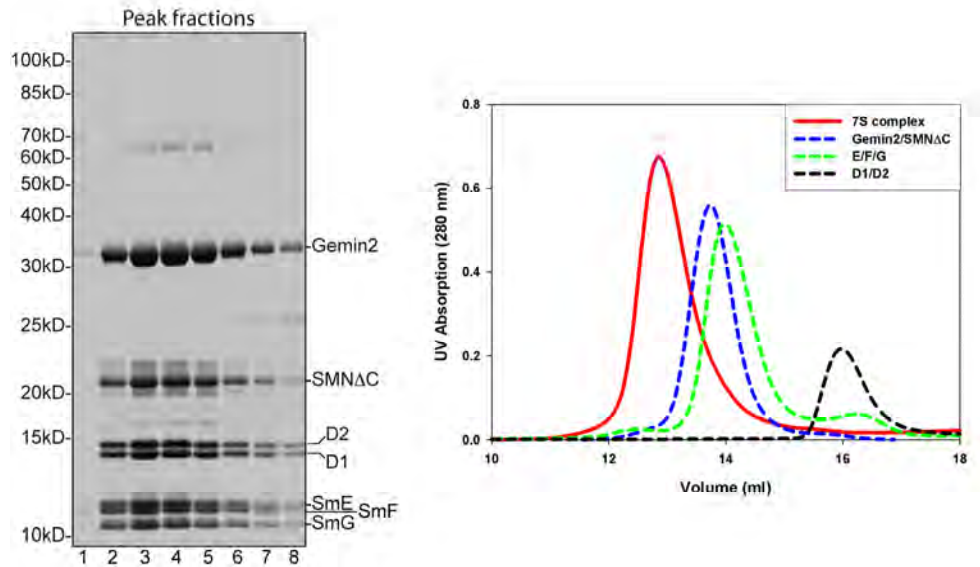 Peak fractions
100kD-
85kD-
70kD-
60kD-
50kD-
40kD-
30kD-
25kD-
20kD-
15kD-
10kD-
Gemin2
SMNΔC
D2
D1
SmE
SmF
SmG
1 2 3 4 5 6 7 8
0.8
0.6
0.4
0.2
0.0
UV Absorption (280 nm)
7S complex
Gemin2/SMNΔC
E/F/G
D1/D2
10 12 14 16 18
Volume (ml)